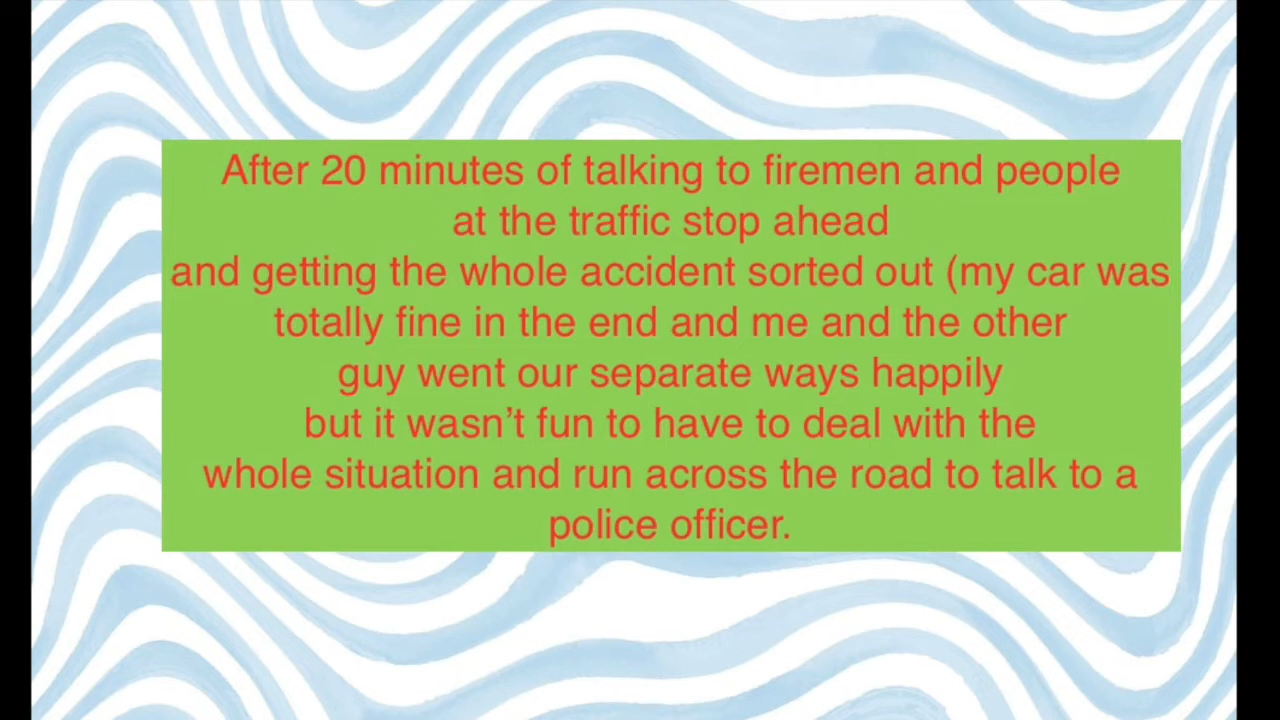 After 20 minutes of talking to firemen and people
at the traffic stop ahead
and getting the whole accident sorted out (my car was
totally fine in the end and me and the other
guy went our separate ways happily
but it wasn’t fun to have to deal with the
whole situation and run across the road to talk to a
police officer.